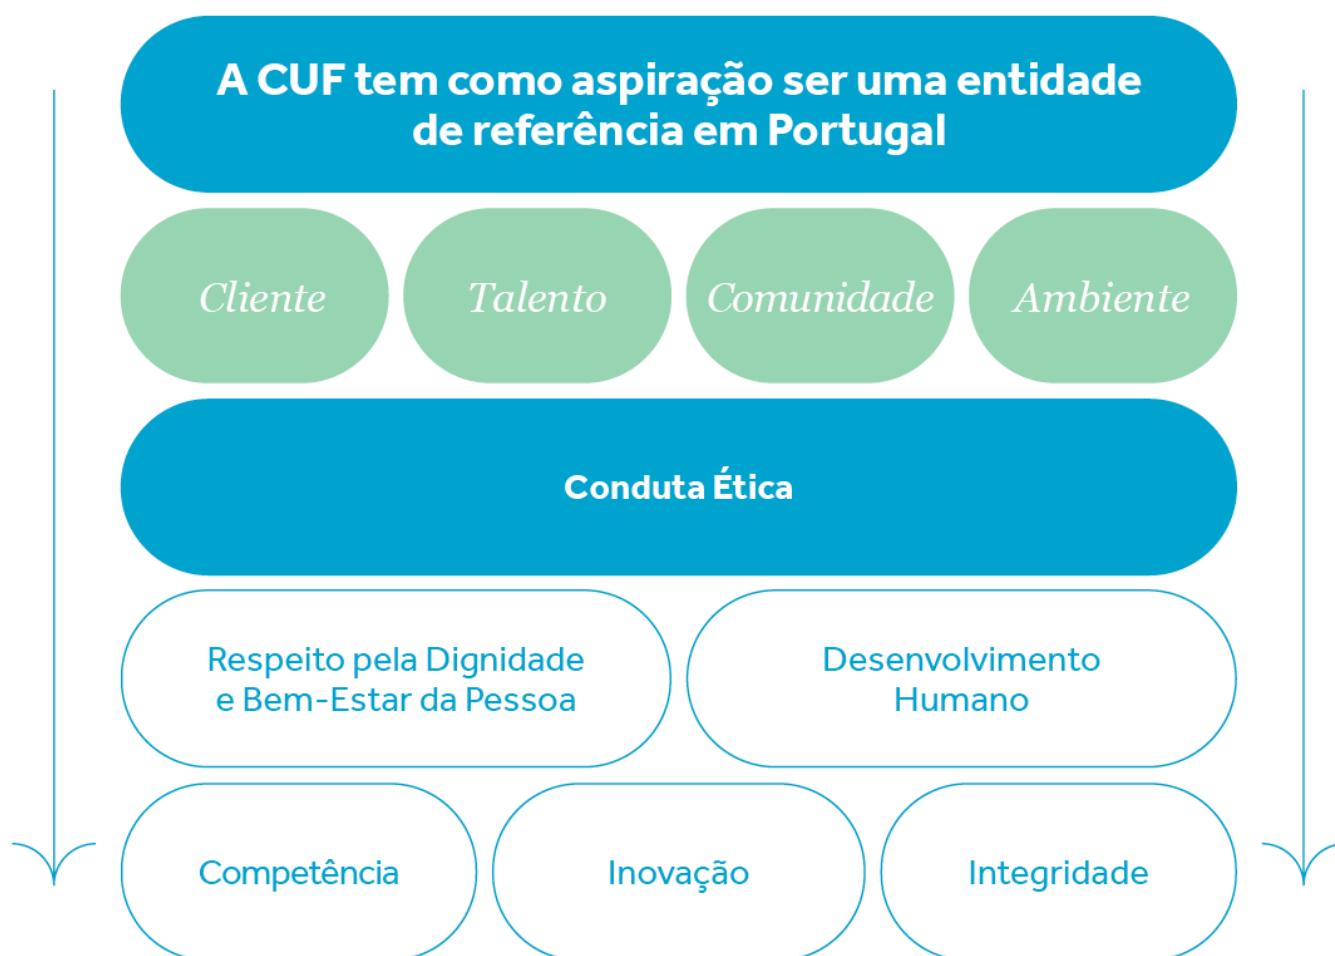 A CUF tem como aspiração ser uma entidade
de referência em Portugal
Cliente
Talento
Comunidade
Ambiente
Conduta Ética
Respeito pela Dignidade
e Bem-Estar da Pessoa
Desenvolvimento
Humano
Competência
Inovação
Integridade